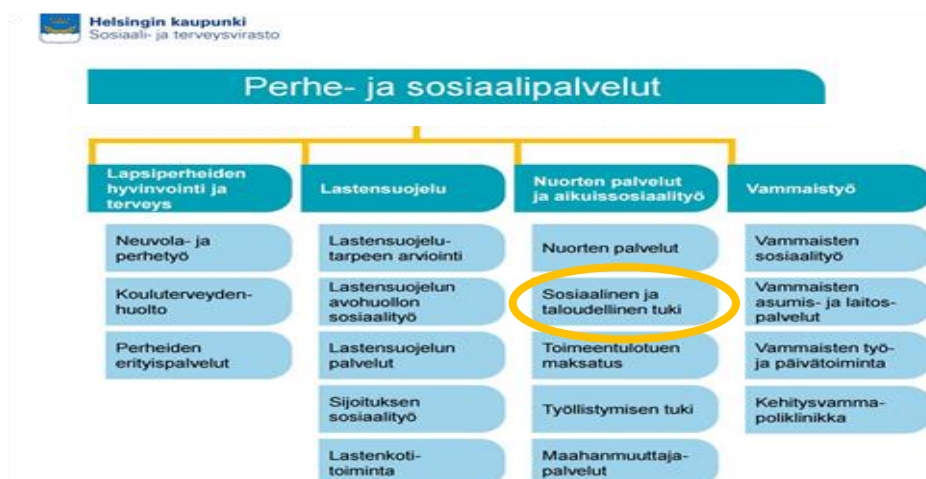 Helsingin kaupunki
Sosiaali- ja terveysvirasto
Perhe- ja sosiaalipalvelut
Lapsiperheiden
hyvinvointi ja
terveys
Neuvola- ja
perhetyö
Kouluterveyden-
huolto
Perheiden
erityispalvelut
Lastensuojelu
Lastensuojelu-
tarpeen arviointi
Lastensuojelun
avohuollon
sosiaalityö
Lastensuojelun
palvelut
Sijoituksen
sosiaalityö
Lastenkoti-
toiminta
Nuorten palvelut
ja aikuissosiaalityö
Nuorten palvelut
Sosiaalinen ja
taloudellinen tuki
Toimeentulotuen
maksatus
Työllistymisen tuki
Maahanmuuttaja-
palvelut
Vammaistyö
Vammaisten
sosiaalityö
Vammaisten
asumis- ja laitos-
palvelut
Vammaisten työ-
ja päivätoiminta
Kehitysvamma-
poliklinikka